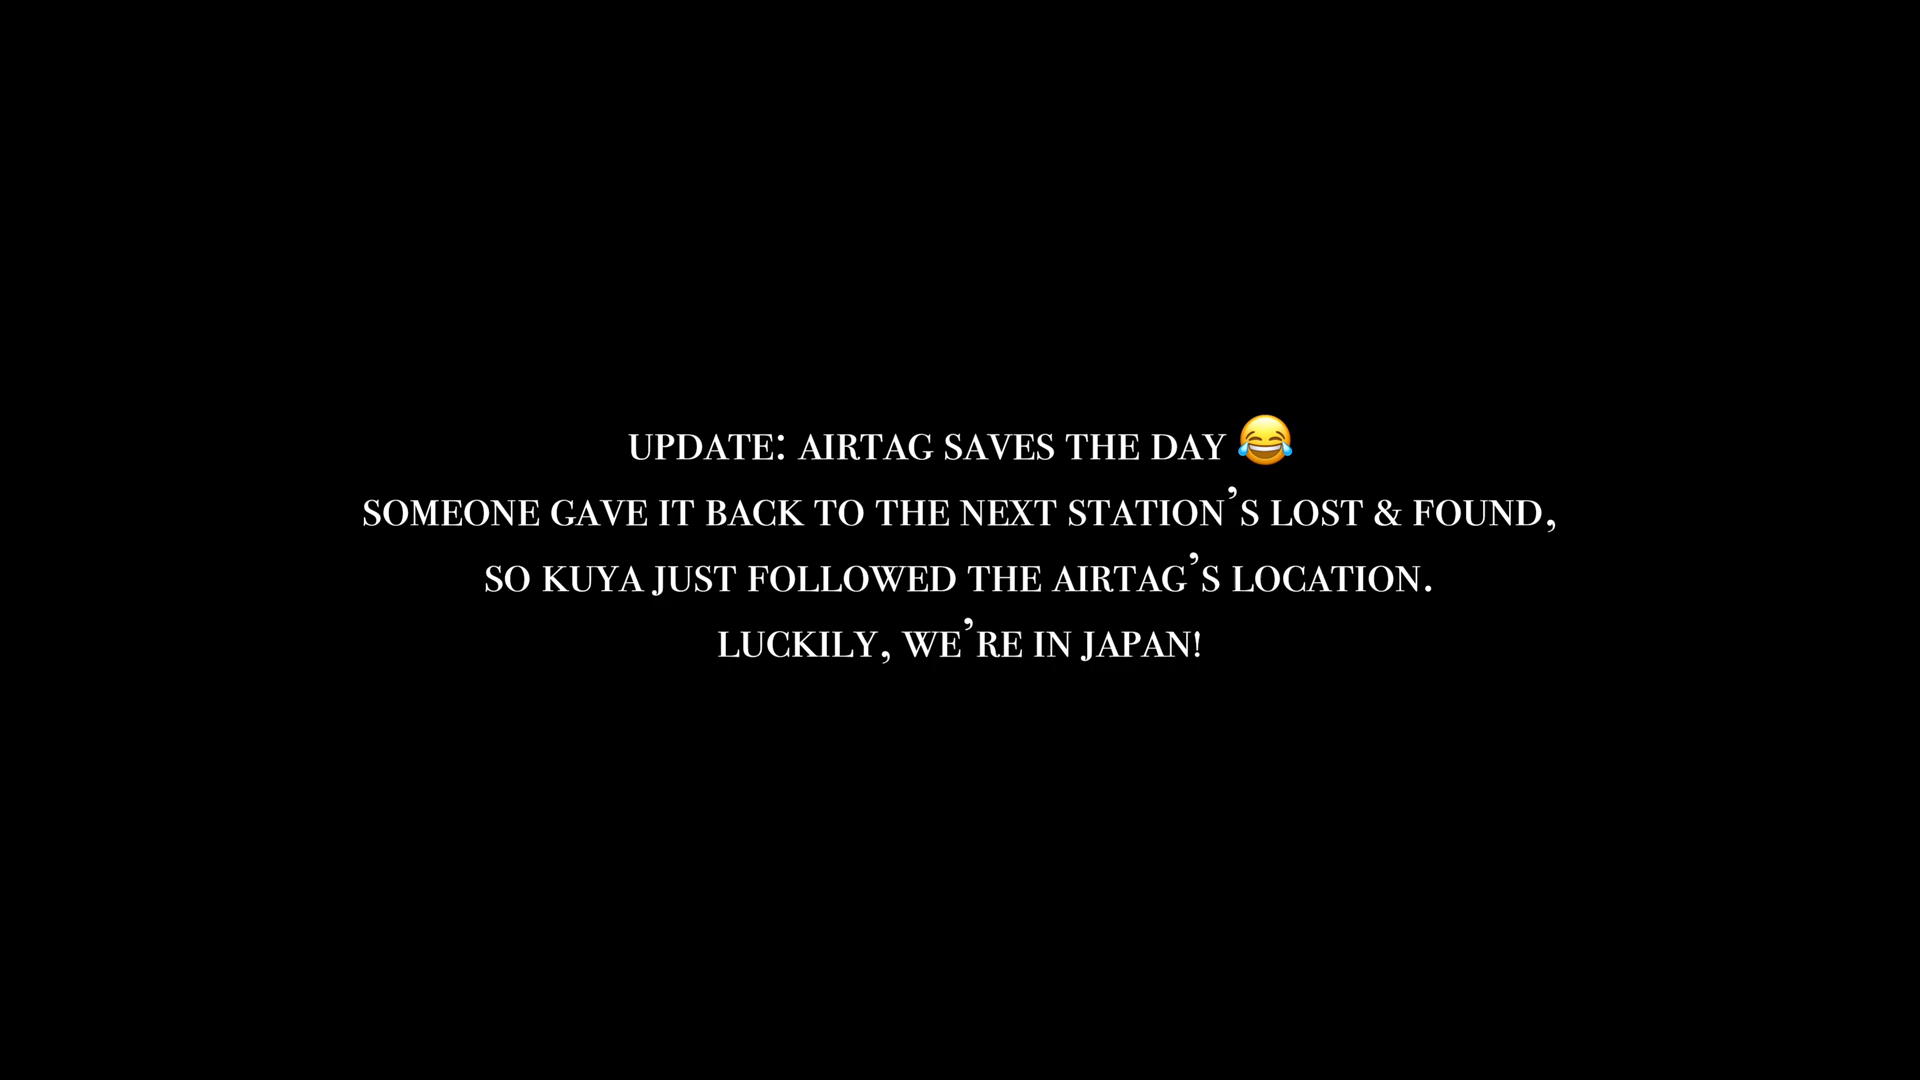 UPDATE: AIRTAG SAVES THE DAY 😂
SOMEONE GAVE IT BACK TO THE NEXT STATION’S LOST & FOUND,
SO KUYA JUST FOLLOWED THE AIRTAG’S LOCATION.
LUCKILY, WE’RE IN JAPAN!